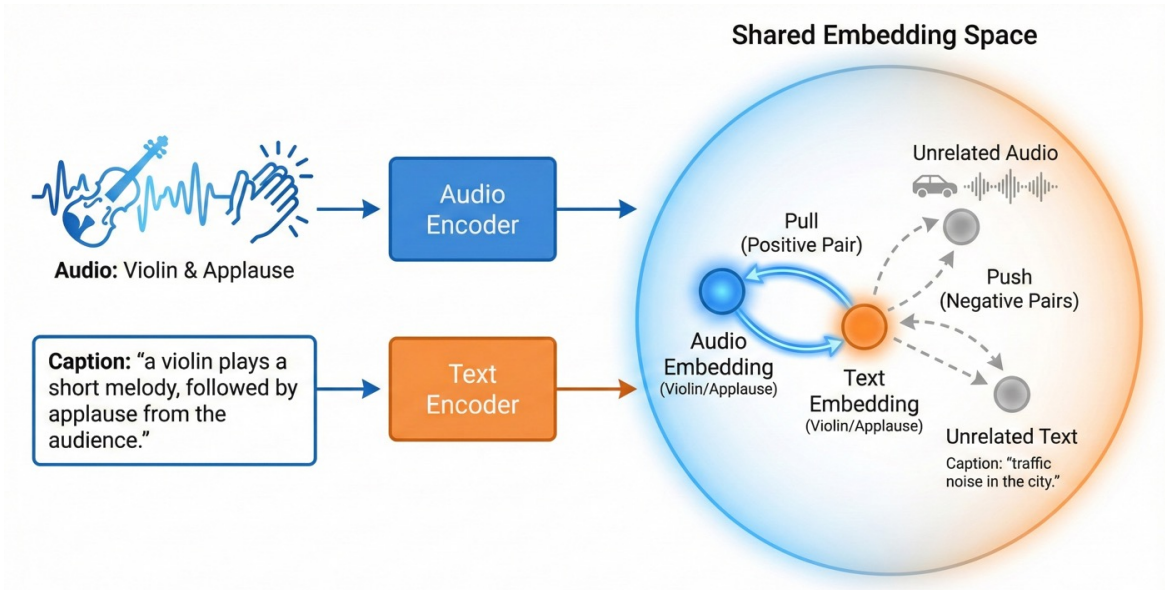 Shared Embedding Space
Audio: Violin & Applause
Audio
Encoder
Caption: “a violin plays a
short melody, followed by
applause from the
audience.”
Text
Encoder
Unrelated Audio
Pull
(Positive Pair)
Push
(Negative Pairs)
Audio
Embedding
(Violin/Applause)
Text
Embedding
(Violin/Applause)
Unrelated Text
Caption: “traffic
noise in the city.”